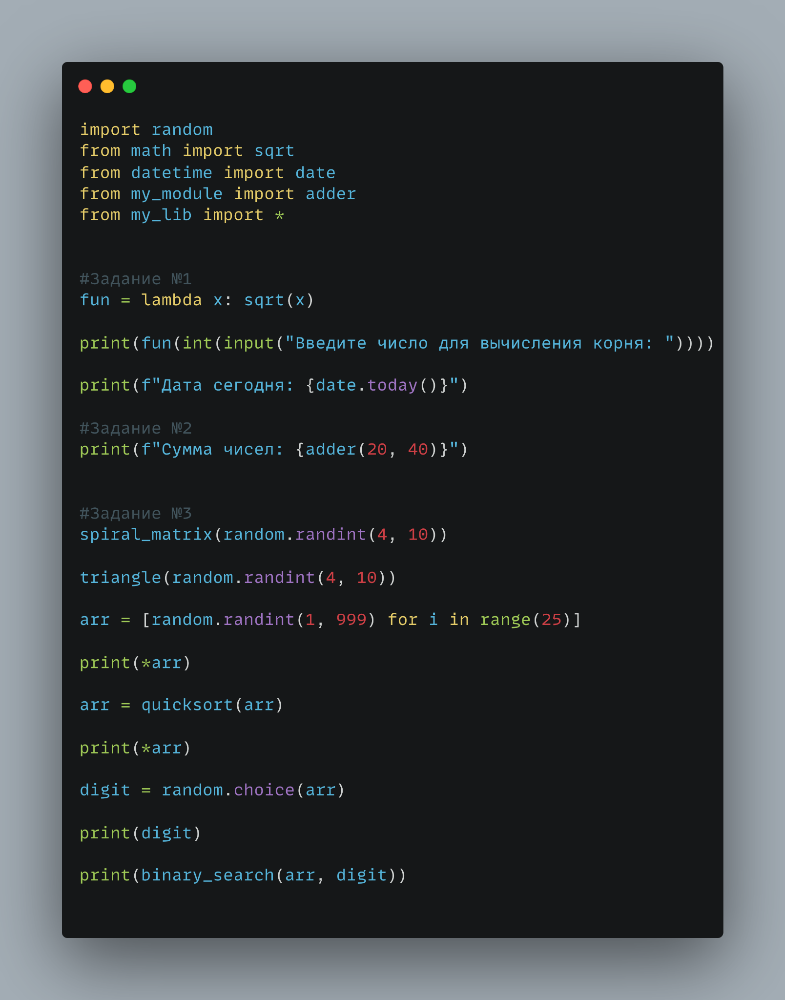 import random
from math import sqrt
from datetime import date
from my_module import adder
from my_lib import *
#Задание №1
fun = lambda x: sqrt(x)
print(fun(int(input("Введите число для вычисления корня: "))))
print(f"Дата сегодня: {date.today()}")
#Задание №2
print(f"Сумма чисел: {adder(20, 40)}")
#Задание №3
spiral_matrix(random.randint(4, 10))
triangle(random.randint(4, 10))
arr = [random.randint(1, 999) for i in range(25)]
print(*arr)
arr = quicksort(arr)
print(*arr)
digit = random.choice(arr)
print(digit)
print(binary_search(arr, digit))